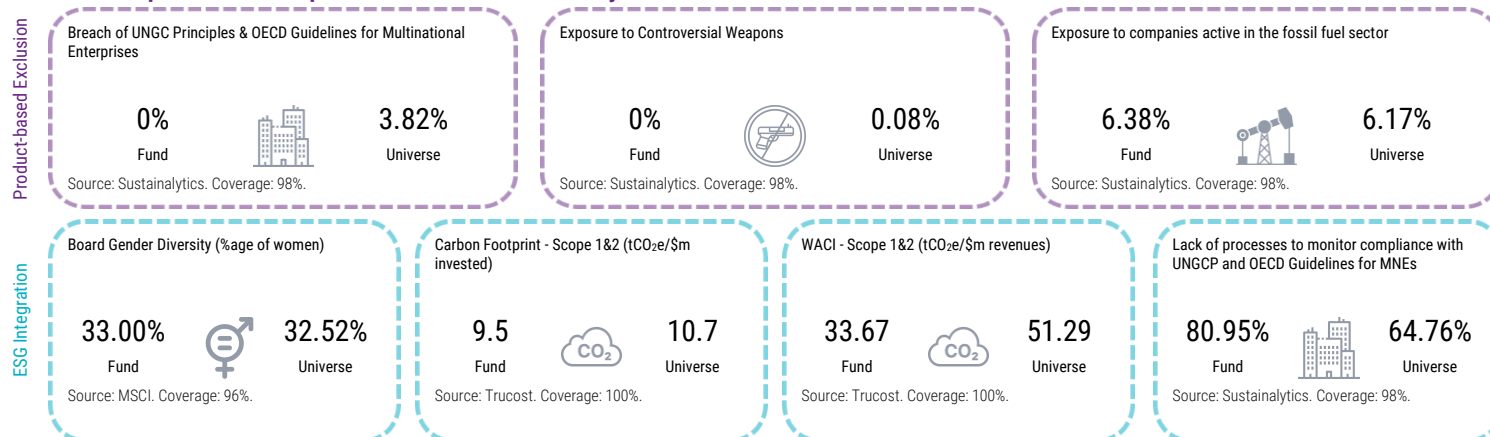 Product-based Exclusion
Breach of UNGC Principles & OECD Guidelines for Multinational
Enterprises
0%
3.82%
Fund
Universe
Source: Sustainalytics. Coverage: 98%.
Exposure to Controversial Weapons
0%
0.08%
Fund
Universe
Source: Sustainalytics. Coverage: 98%.
Exposure to companies active in the fossil fuel sector
6.38%
6.17%
Fund
Universe
Source: Sustainalytics. Coverage: 98%.
ESG Integration
Board Gender Diversity (%age of women)
33.00%
32.52%
Fund
Universe
Source: MSCI. Coverage: 96%.
Carbon Footprint - Scope 1&2 (tCO₂e/$m
invested)
9.5
CO₂
10.7
Fund
Universe
Source: Trucost. Coverage: 100%.
WACI - Scope 1&2 (tCO₂e/$m revenues)
33.67
CO₂
51.29
Fund
Universe
Source: Trucost. Coverage: 100%.
Lack of processes to monitor compliance with
UNGCP and OECD Guidelines for MNEs
80.95%
64.76%
Fund
Universe
Source: Sustainalytics. Coverage: 98%.